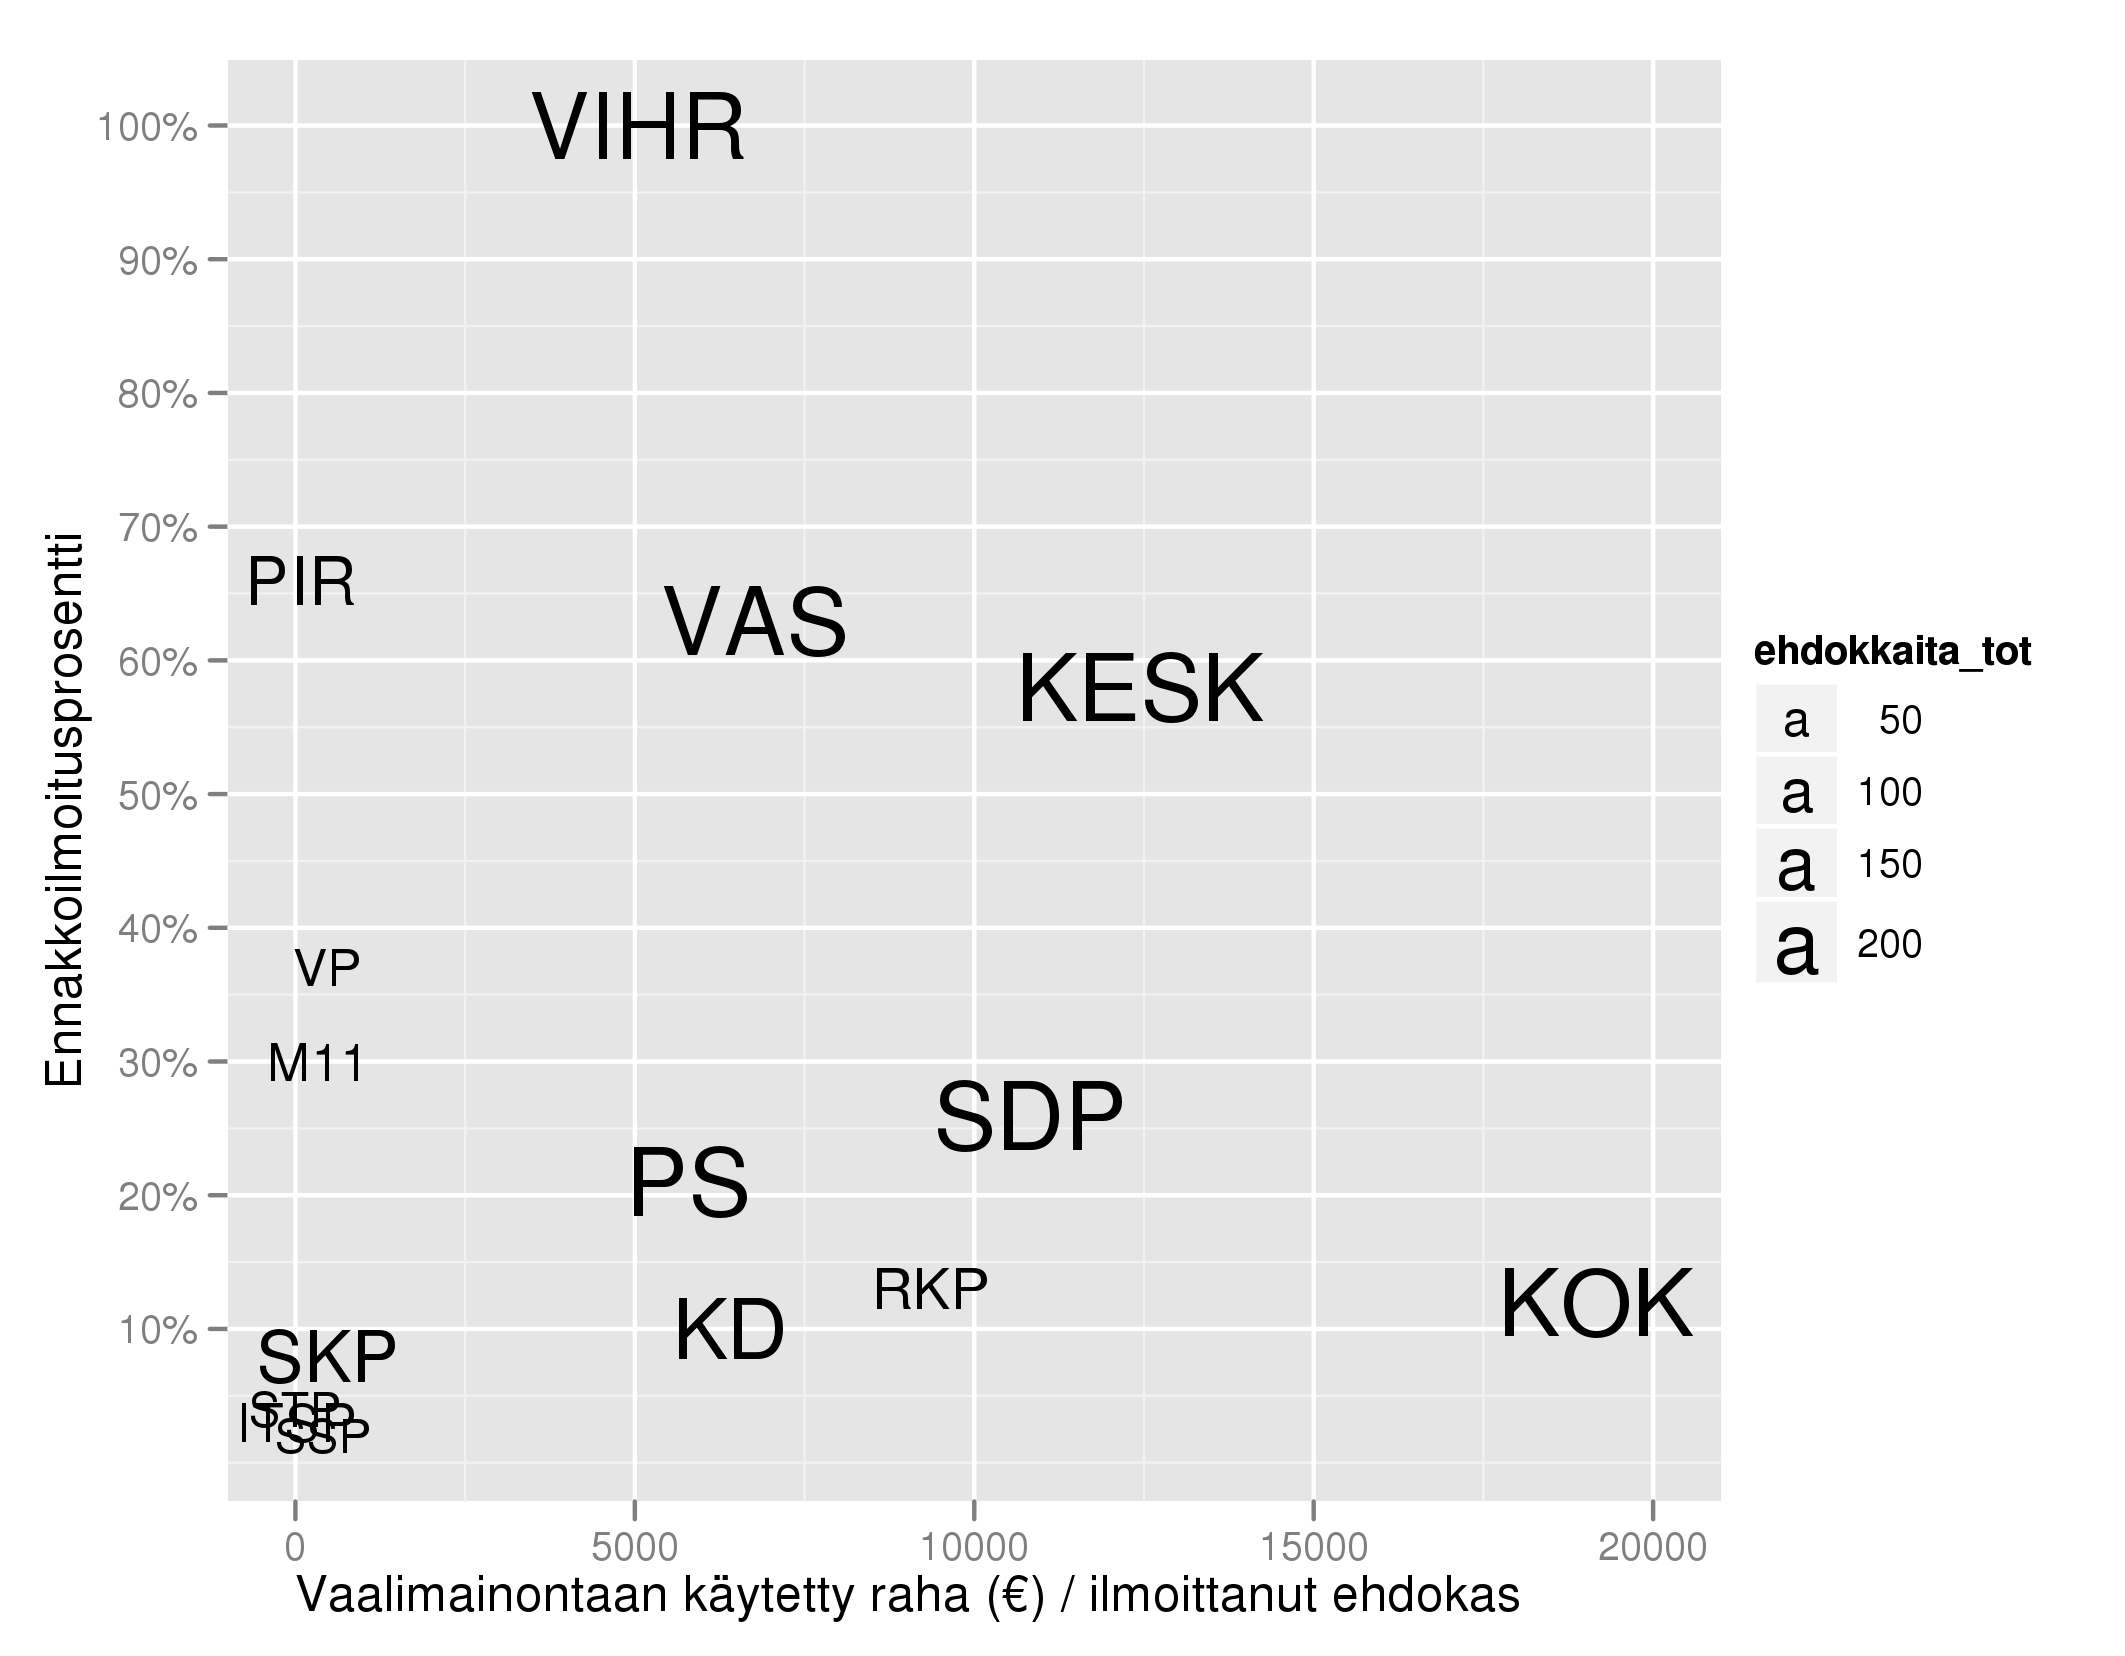 VIHR
100%
90%
80%
70%
PIR
VAS
60%
KESK
50%
40%
VP
30%
M11
SDP
PS
20%
RKP
KOK
KD
10%
SKP
STP
ITSP
SSP
0 5000 10000 15000 20000
Vaalimainontaan käytetty raha (€) / ilmoittanut ehdokas
Ennakkoilmoitusprosentti
ehdokkaita_tot
a 50
a 100
a 150
a 200